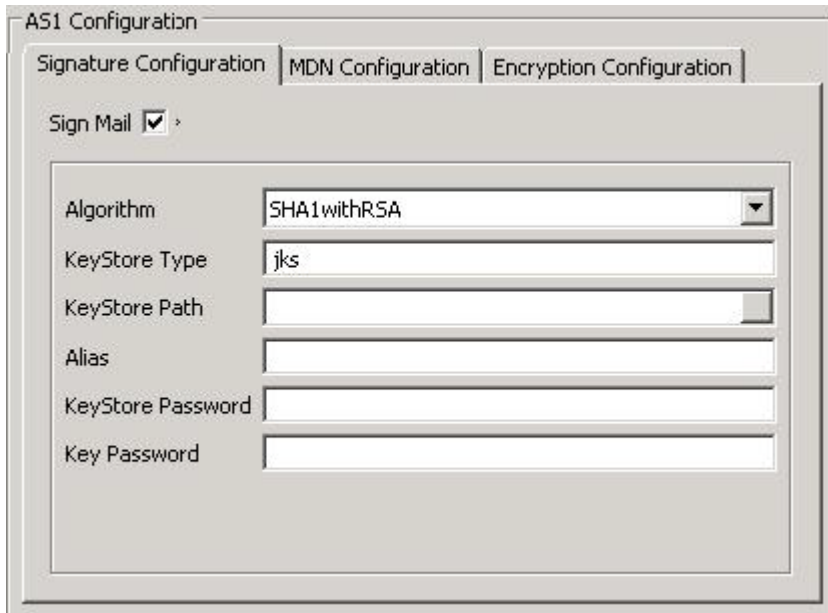 AS1 Configuration
Signature Configuration MDN Configuration Encryption Configuration
Sign Mail
Algorithm SHA1withRSA
KeyStore Type jks
KeyStore Path
Alias
KeyStore Password
Key Password